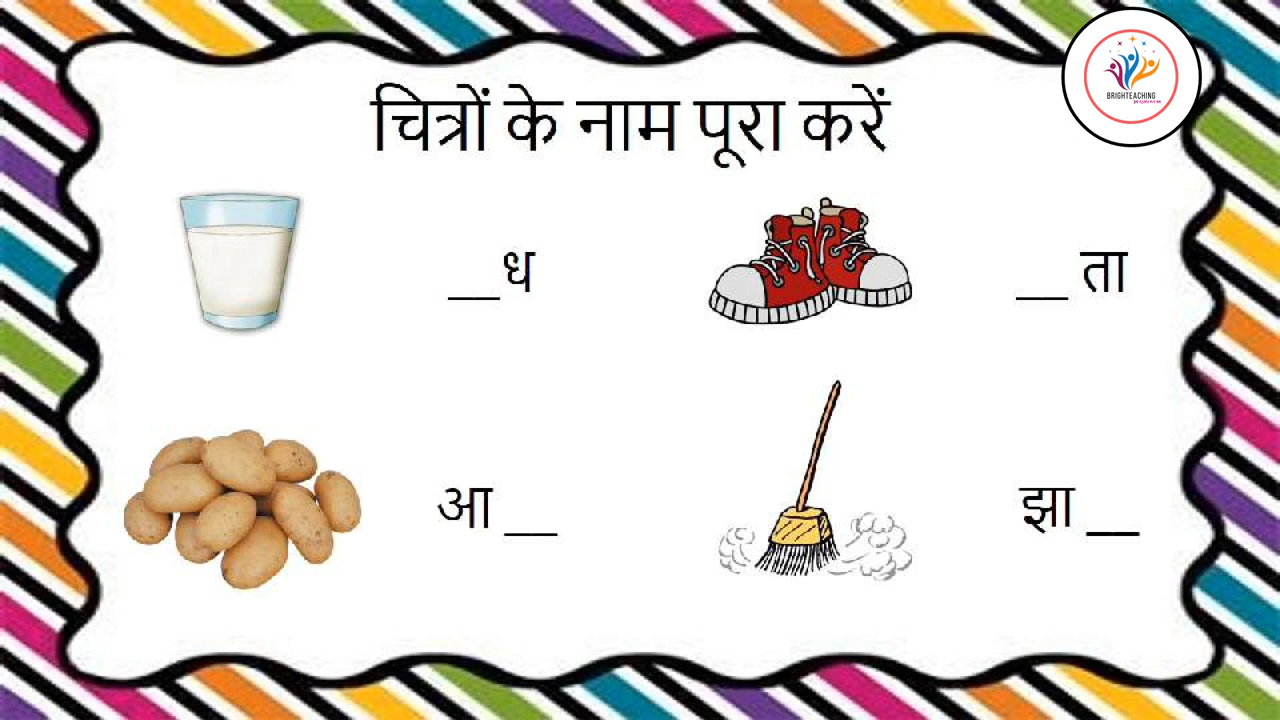 BRIGHTEACHING
चित्रों के नाम पूरा करें
__ध
__ ता
आ __
झा __